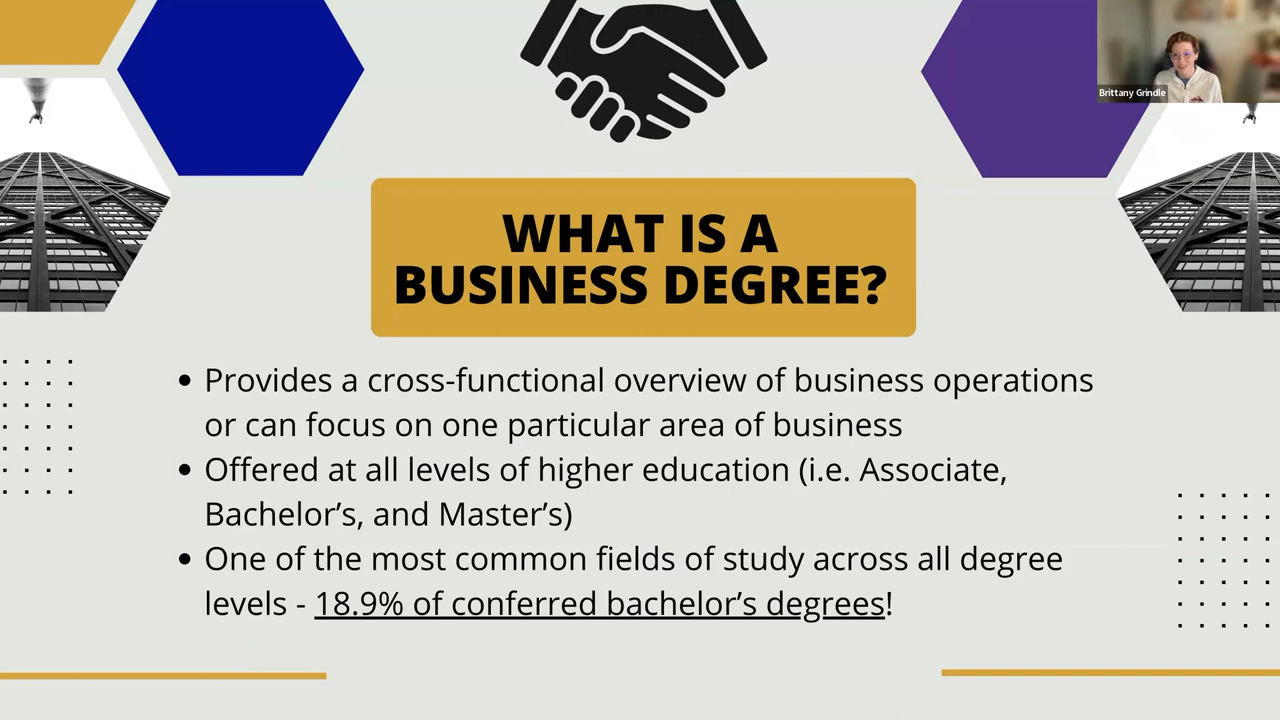 Brittany Grindle
WHAT IS A
BUSINESS DEGREE?
• Provides a cross-functional overview of business operations
or can focus on one particular area of business
• Offered at all levels of higher education (i.e. Associate,
Bachelor’s, and Master’s)
• One of the most common fields of study across all degree
levels - 18.9% of conferred bachelor’s degrees!